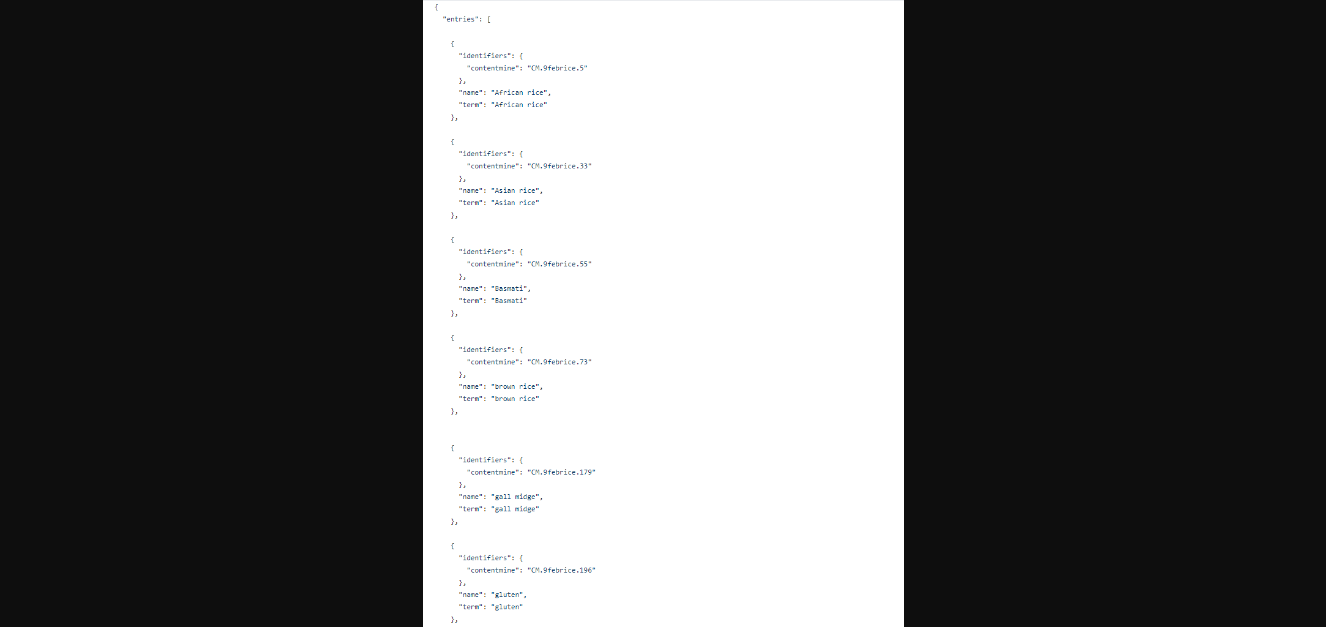 {
"entries": [
{
"identifiers": {
"contentmine": "CM.9febrice.5"
},
"name": "African rice",
"term": "African rice"
},
{
"identifiers": {
"contentmine": "CM.9febrice.33"
},
"name": "Asian rice",
"term": "Asian rice"
},
{
"identifiers": {
"contentmine": "CM.9febrice.55"
},
"name": "Basmati",
"term": "Basmati"
},
{
"identifiers": {
"contentmine": "CM.9febrice.73"
},
"name": "brown rice",
"term": "brown rice"
},
{
"identifiers": {
"contentmine": "CM.9febrice.179"
},
"name": "gall midge",
"term": "gall midge"
},
{
"identifiers": {
"contentmine": "CM.9febrice.196"
},
"name": "gluten",
"term": "gluten"
},